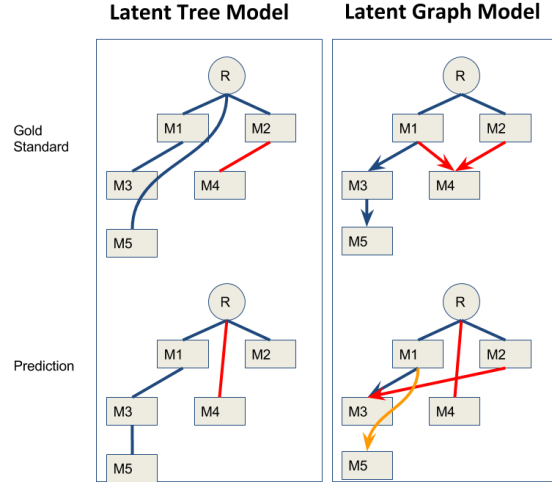 Latent Tree Model Latent Graph Model
Gold
Standard
R
M1 M2
M3 M4
M5
R
M1 M2
M3 M4
M5
Prediction
R
M1 M2
M3 M4
M5
R
M1 M2
M3 M4
M5